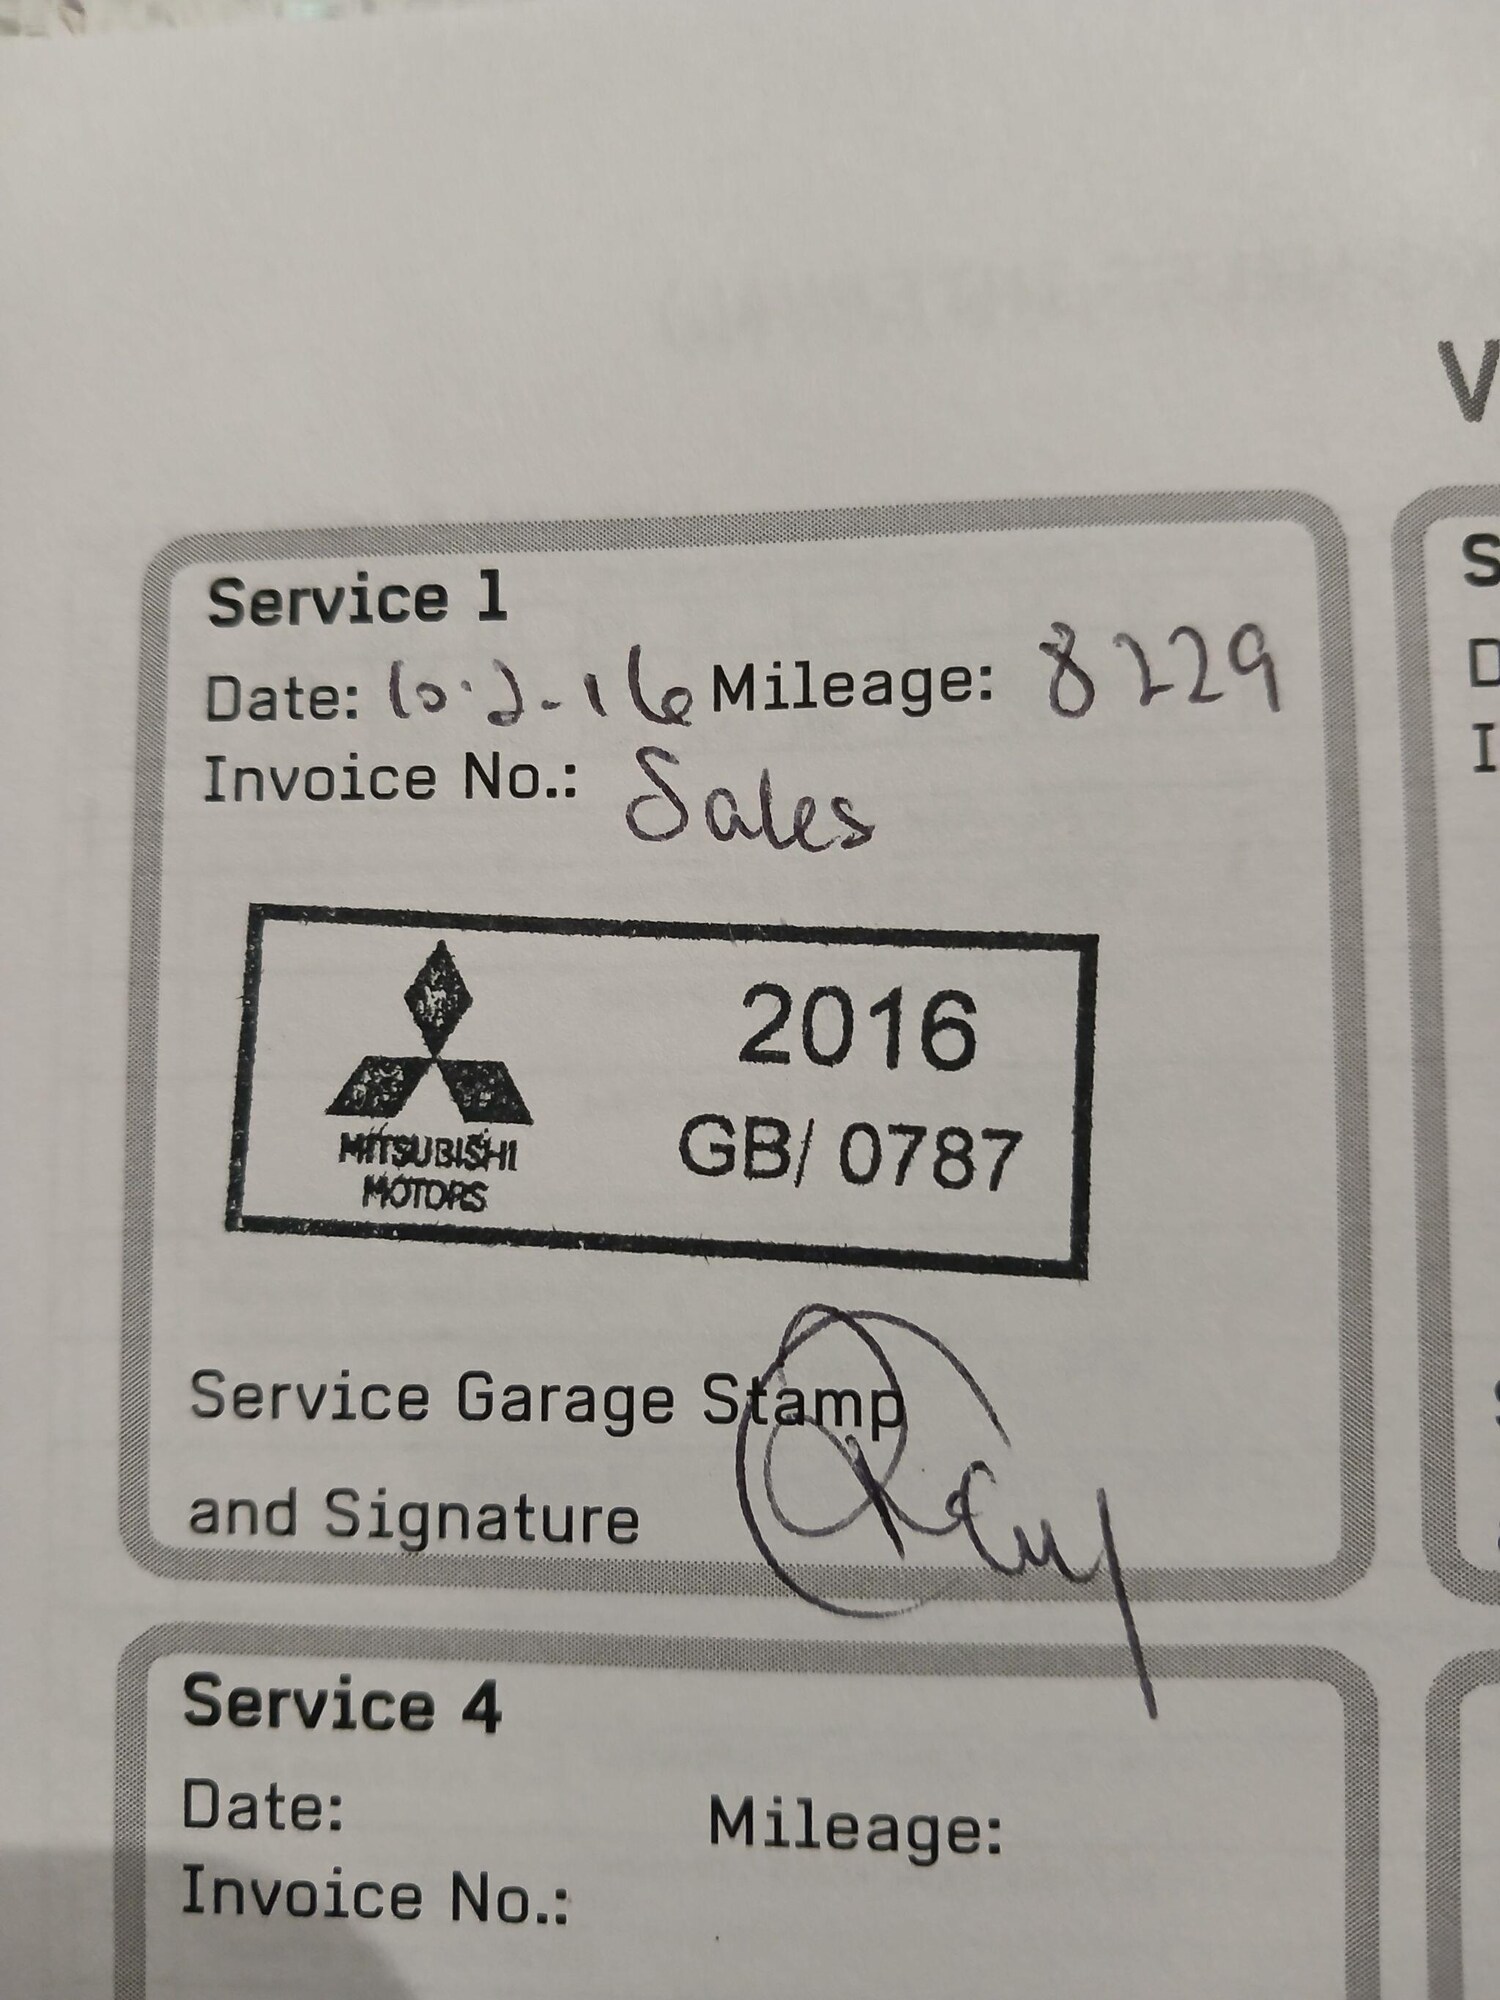 V
Service 1
Date: 10.2.16 Mileage: 8229
Invoice No.: Sales
MITSUBISHI
MOTORS
2016
GB/ 0787
Service Garage Stamp
and Signature
S
D
I
Service 4
Date: Mileage:
Invoice No.: